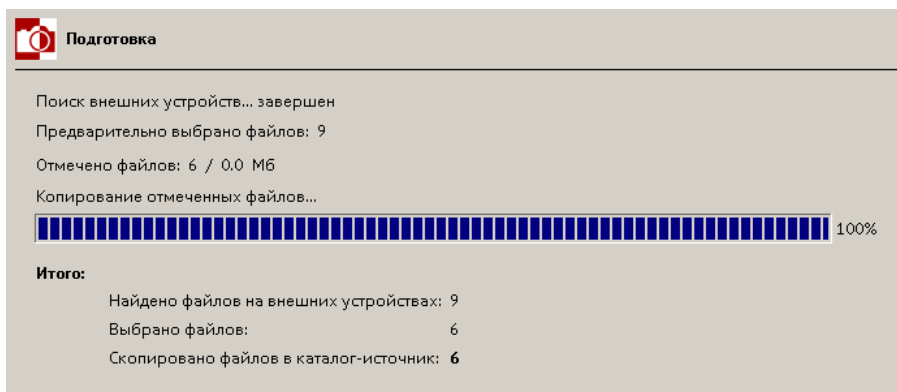 Подготовка
Поиск внешних устройств... завершен
Предварительно выбрано файлов: 9
Отмечено файлов: 6 / 0.0 Мб
Копирование отмеченных файлов...
100%
Итого:
Найдено файлов на внешних устройствах: 9
Выбрано файлов: 6
Скопировано файлов в каталог-источник: 6